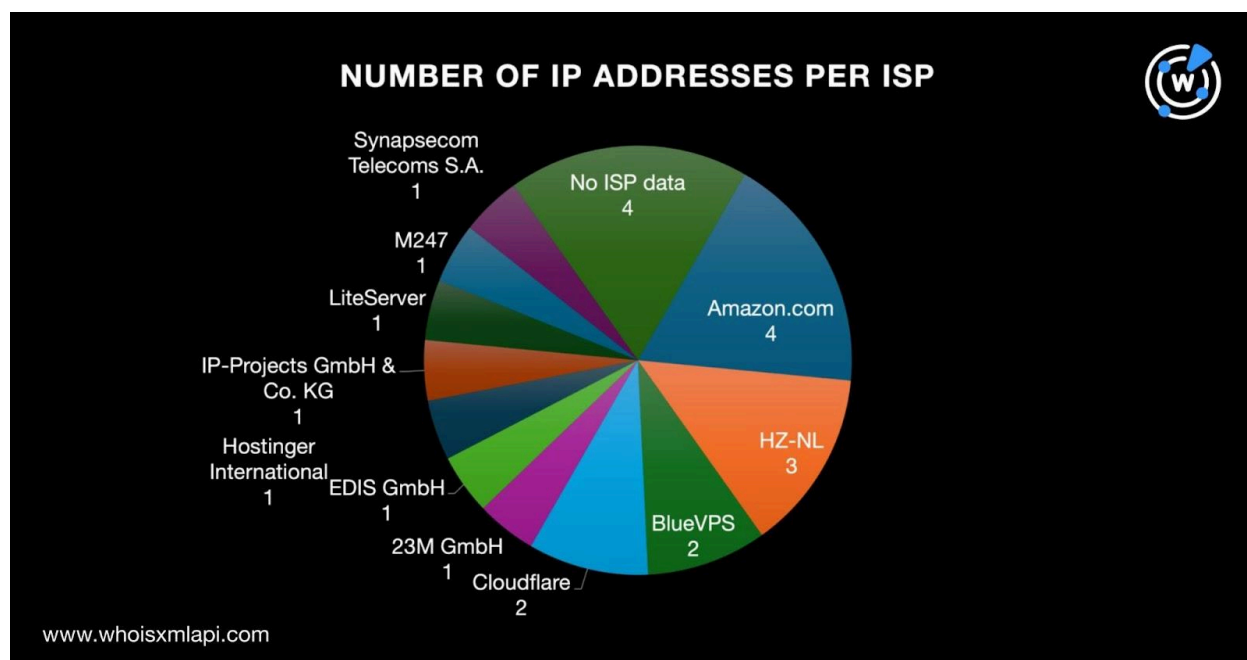 NUMBER OF IP ADDRESSES PER ISP
W
Synapsecom
Telecoms S.A.
1
No ISP data
4
M247
1
Amazon.com
4
LiteServer
1
IP-Projects GmbH &
Co. KG
1
HZ-NL
3
Hostinger
International
1
EDIS GmbH
1
BlueVPS
2
23M GmbH
1
Cloudflare
2
www.whoisxmlapi.com